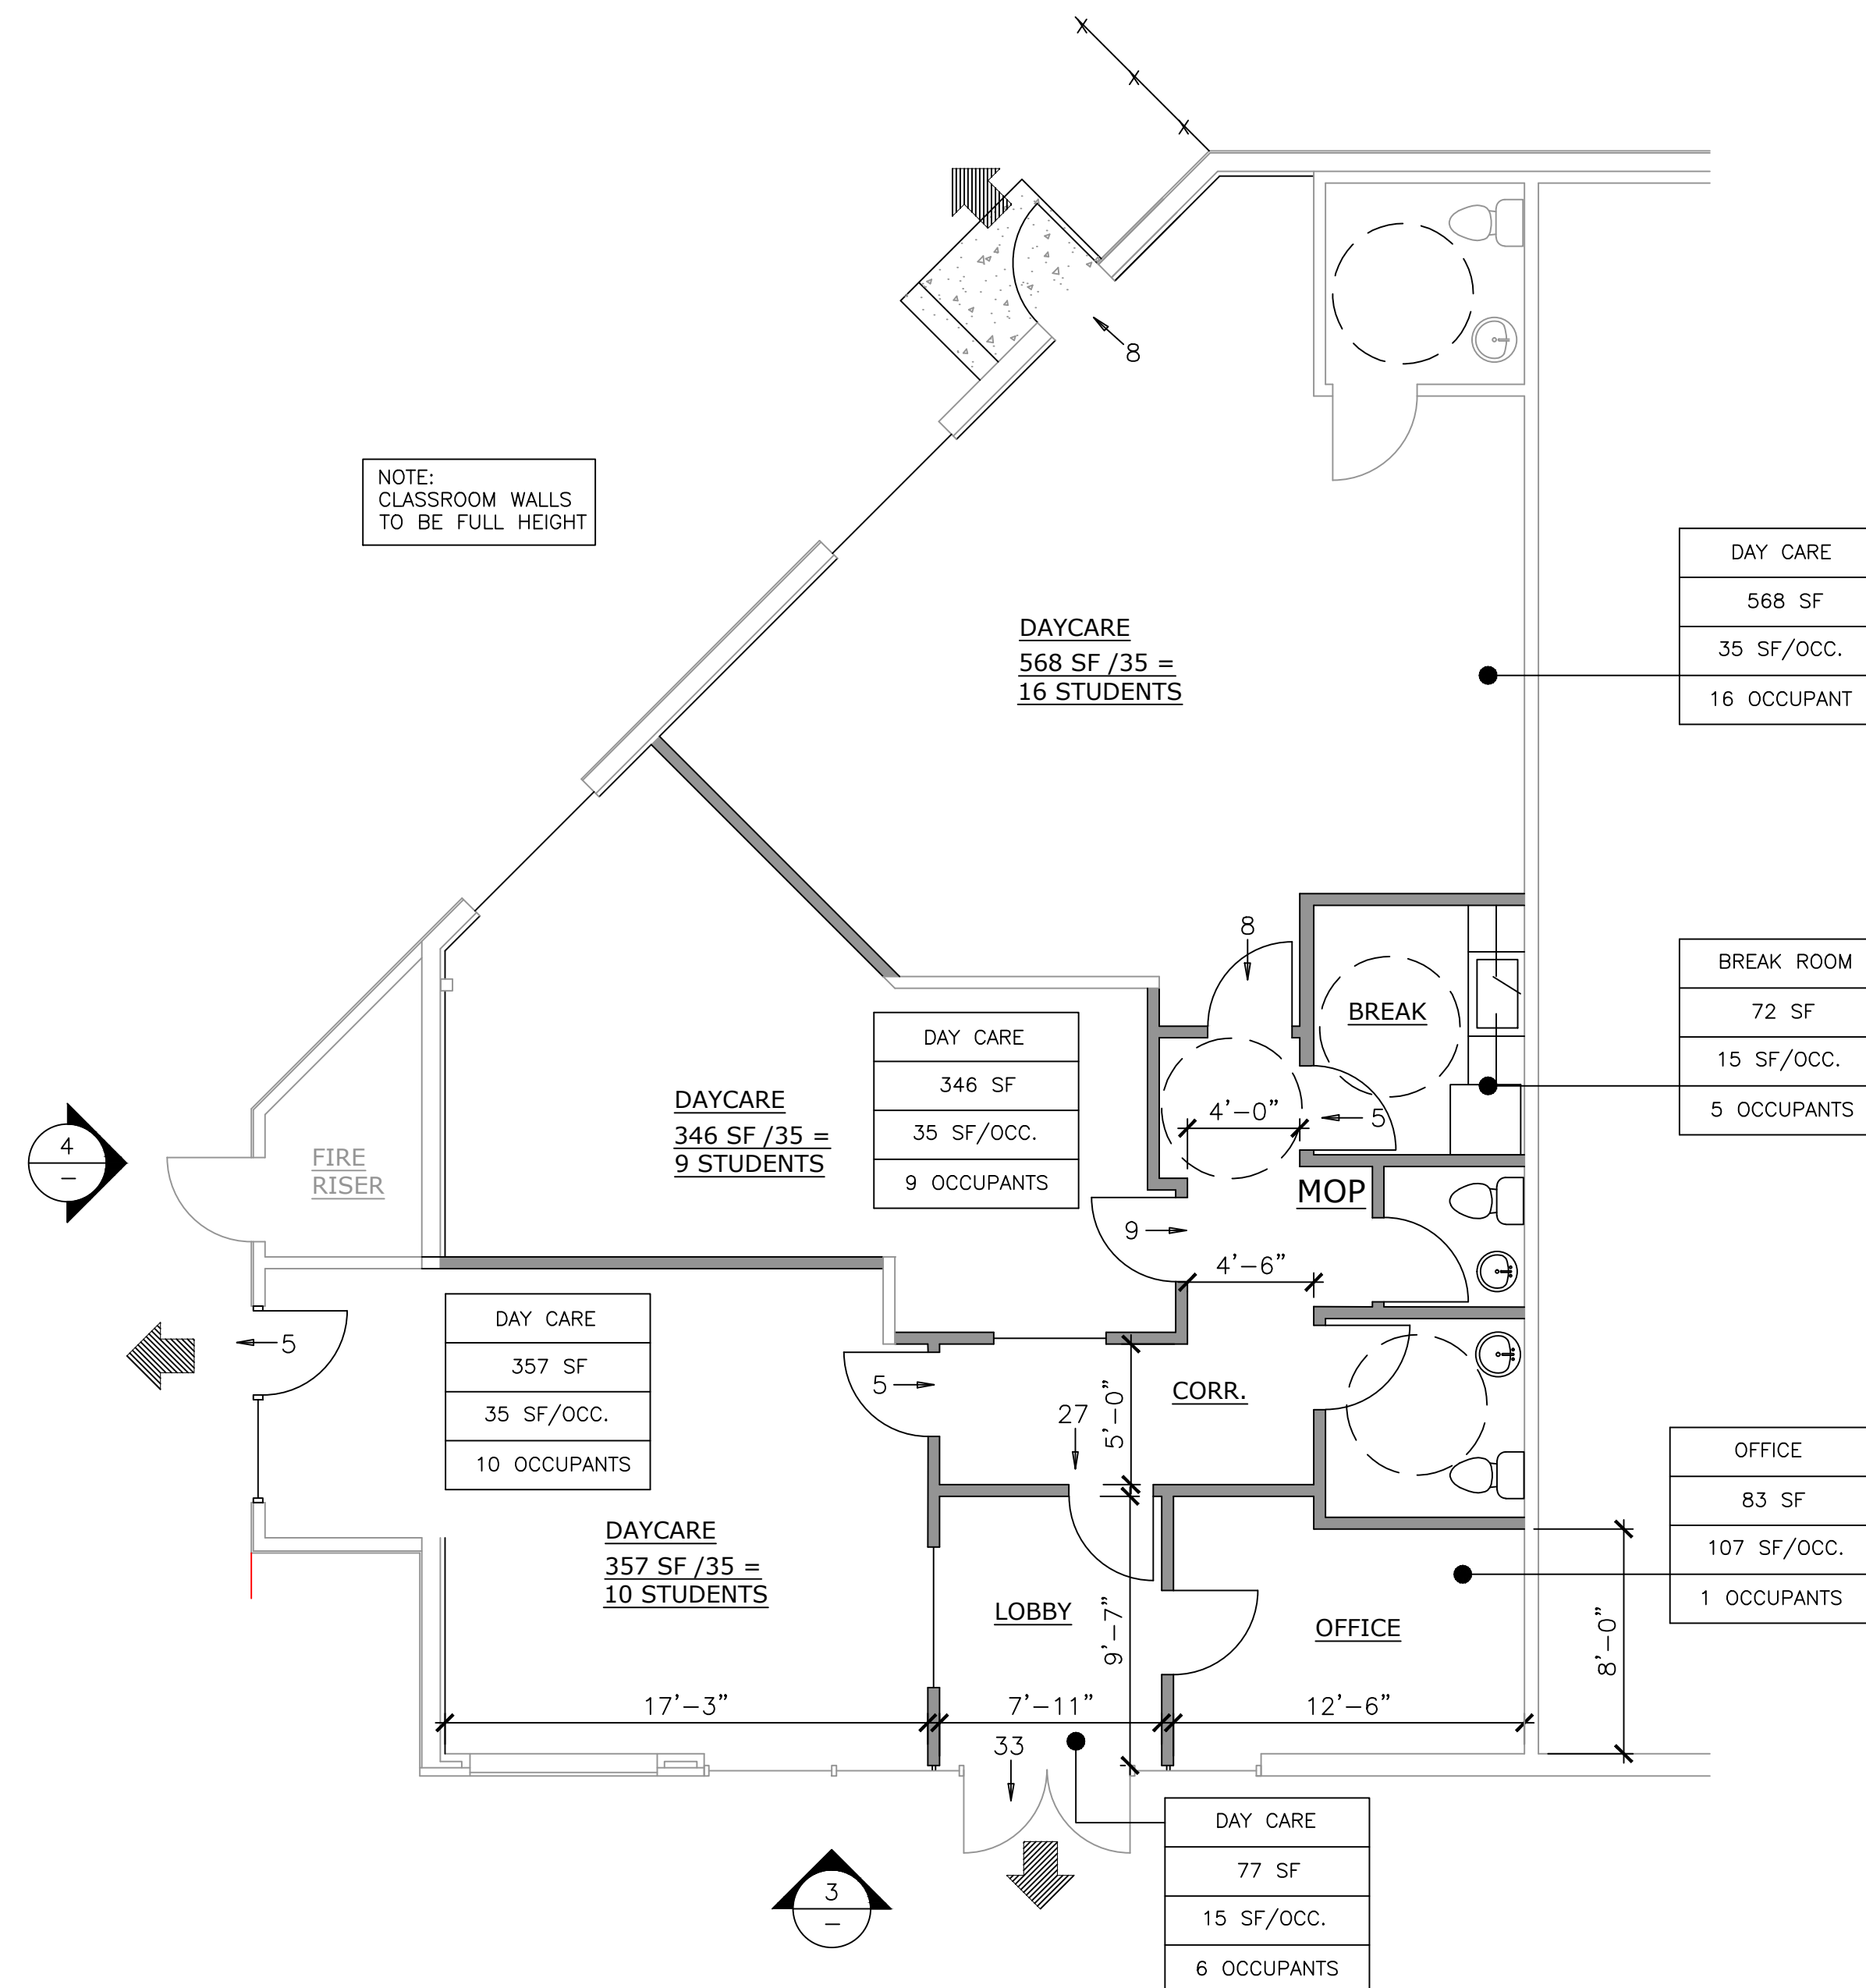 8
NOTE:
CLASSROOM WALLS
TO BE FULL HEIGHT
DAYCARE
568 SF /35 =
16 STUDENTS
DAY CARE
568 SF
35 SF/OCC.
16 OCCUPANT
8
BREAK
BREAK ROOM
72 SF
15 SF/OCC.
5 OCCUPANTS
DAY CARE
346 SF
35 SF/OCC.
9 OCCUPANTS
DAYCARE
346 SF /35 =
9 STUDENTS
4'-0"
5
4
-
FIRE
RISER
MOP
9
4'-6"
5
DAY CARE
357 SF
35 SF/OCC.
10 OCCUPANTS
5
27
5'-0"
CORR.
OFFICE
83 SF
107 SF/OCC.
1 OCCUPANTS
DAYCARE
357 SF /35 =
10 STUDENTS
LOBBY
9'-7"
OFFICE
8'-0"
17'-3"
7'-11"
12'-6"
33
3
-
DAY CARE
77 SF
15 SF/OCC.
6 OCCUPANTS